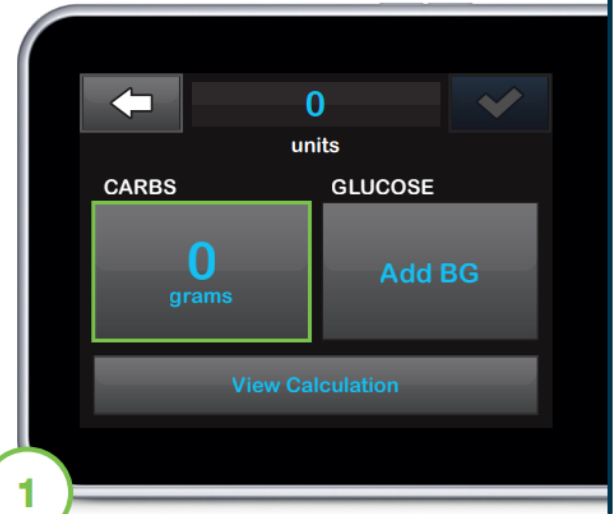 0
units
CARBS
GLUCOSE
0
grams
Add BG
View Calculation
1